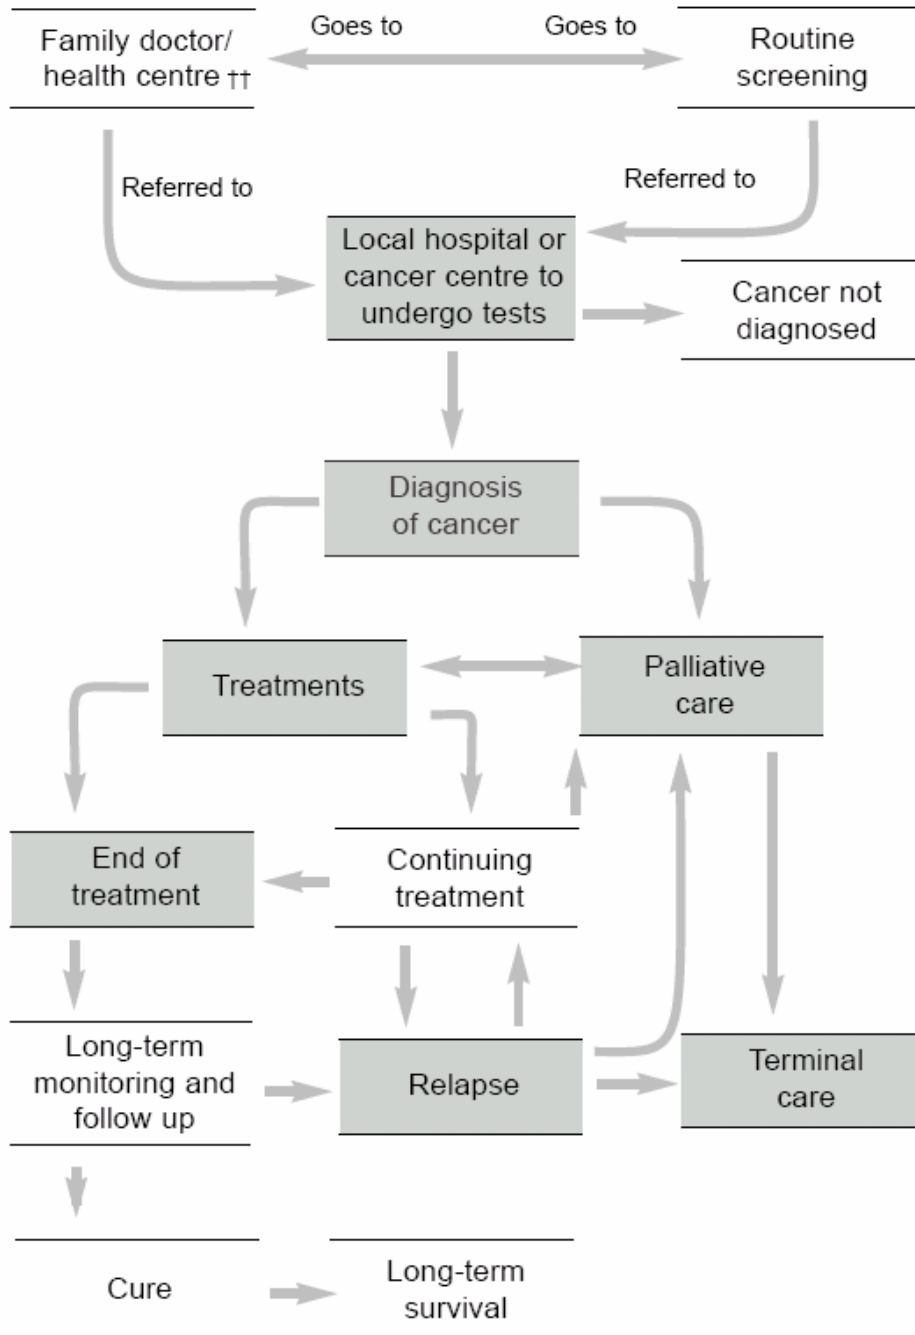 Family doctor/
health centre ††
Goes to
Goes to
Routine
screening
Referred to
Referred to
Local hospital or
cancer centre to
undergo tests
Cancer not
diagnosed
Diagnosis
of cancer
Treatments
Palliative
care
End of
treatment
Continuing
treatment
Long-term
monitoring and
follow up
Relapse
Terminal
care
Cure
Long-term
survival